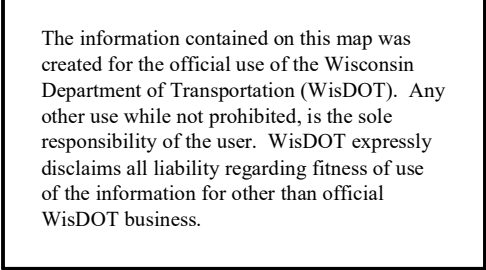 The information contained on this map was
created for the official use of the Wisconsin
Department of Transportation (WisDOT).  Any
other use while not prohibited, is the sole
responsibility of the user.  WisDOT expressly
disclaims all liability regarding fitness of use
of the information for other than official
WisDOT business.